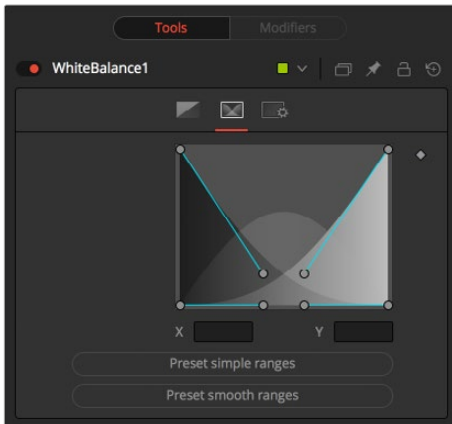 Tools Modifiers
WhiteBalance1
X Y
Preset simple ranges
Preset smooth ranges